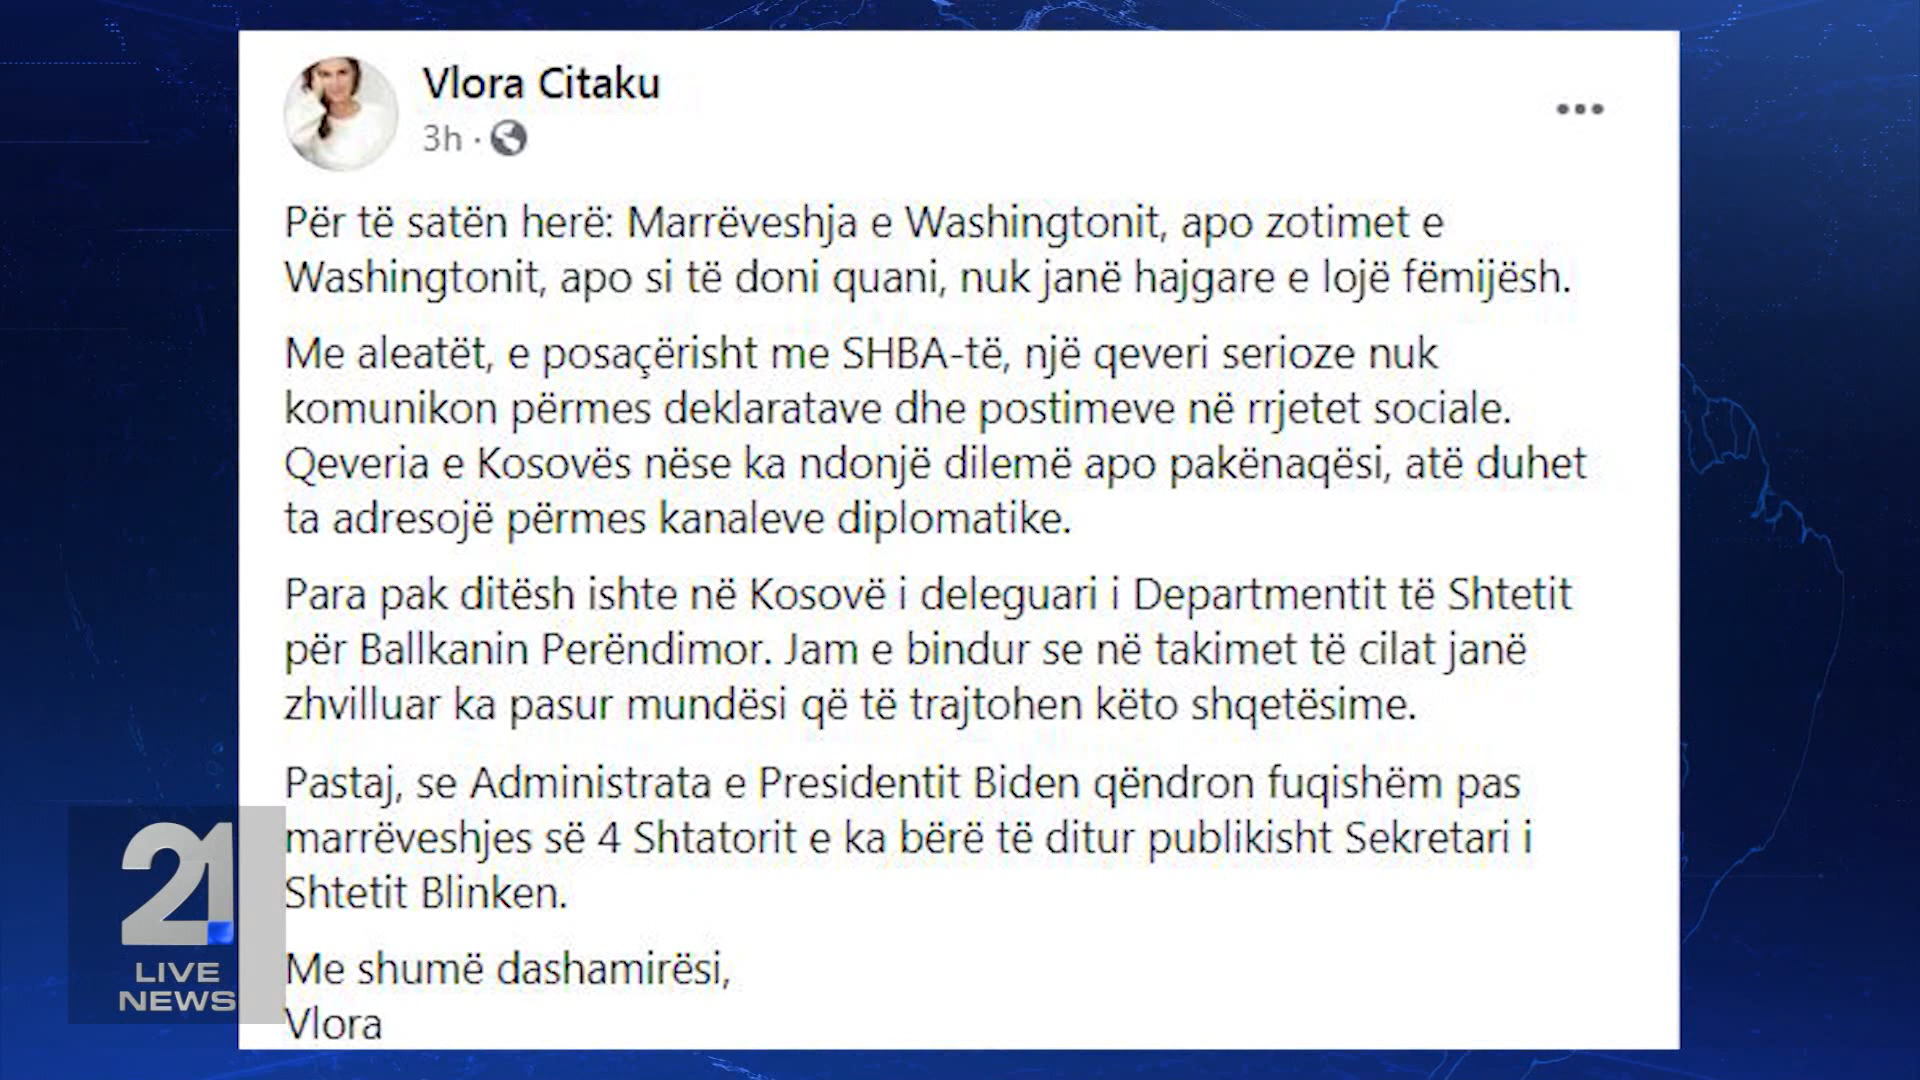 Vlora Citaku
3h ·
Për të satën herë: Marrëveshja e Washingtonit, apo zotimet e
Washingtonit, apo si të doni quani, nuk janë hajgare e lojë fëmijësh.
Me aleatët, e posaçërisht me SHBA-të, një qeveri serioze nuk
komunikon përmes deklaratave dhe postimeve në rrjetet sociale.
Qeveria e Kosovës nëse ka ndonjë dilemë apo pakënaqësi, atë duhet
ta adresojë përmes kanaleve diplomatike.
Para pak ditësh ishte në Kosovë i deleguari i Departmentit të Shtetit
për Ballkanin Perëndimor. Jam e bindur se në takimet të cilat janë
zhvilluar ka pasur mundësi që të trajtohen këto shqetësime.
Pastaj, se Administrata e Presidentit Biden qëndron fuqishëm pas
marrëveshjes së 4 Shtatorit e ka bërë të ditur publikisht Sekretari i
Shtetit Blinken.
Me shumë dashamirësi,
Vlora
21
LIVE
NEWS